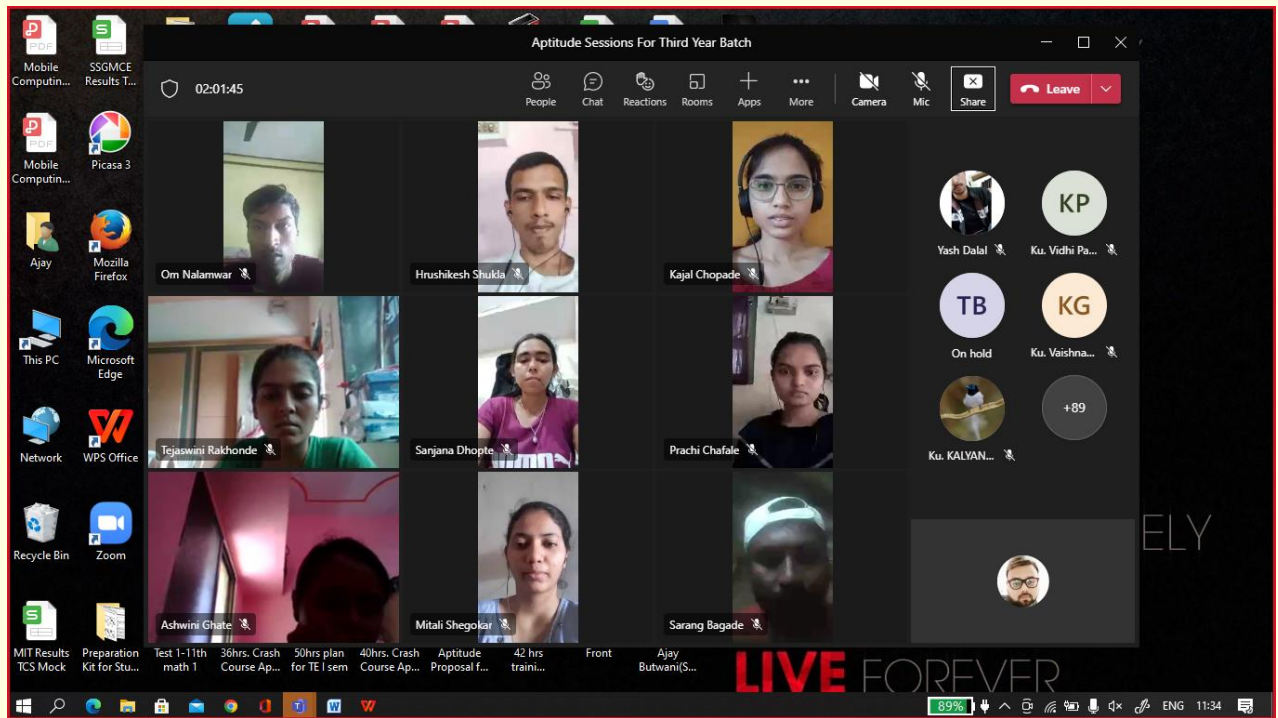 Mobile
Computin...
SSGMCE
Results T...
Mobile
Computin...
Picasa 3
Ajay
Mozilla
Firefox
This PC
Microsoft
Edge
Network
WPS Office
Recycle Bin
Zoom
MIT Results
TCS Mock
Preparation
Kit for Stu...
Aptitude Sessions For Third Year Batch
02:01:45
People
Chat
Reactions
Rooms
Apps
More
Camera
Mic
Share
Leave
Om Nalamwar
Hrushikesh Shukla
Kajal Chopade
Yash Dalal
KP
Ku. Vidhi Pa...
Tejaswini Rakhonde
Sanjana Dhopte
Prachi Chafale
TB
On hold
KG
Ku. Vaishna...
Ku. KALYAN...
+89
Ashwini Ghate
Mitali Shegokar
Sarang Bagade
ELY
Test 1-11th
math 1
36hrs. Crash
Course Ap...
50hrs plan
for TE I sem
40hrs. Crash
Course Ap...
Aptitude
Proposal f...
42 hrs
traini...
Front
Ajay
Butwani(S...
LIVE FOREVER
89%
ENG
11:34